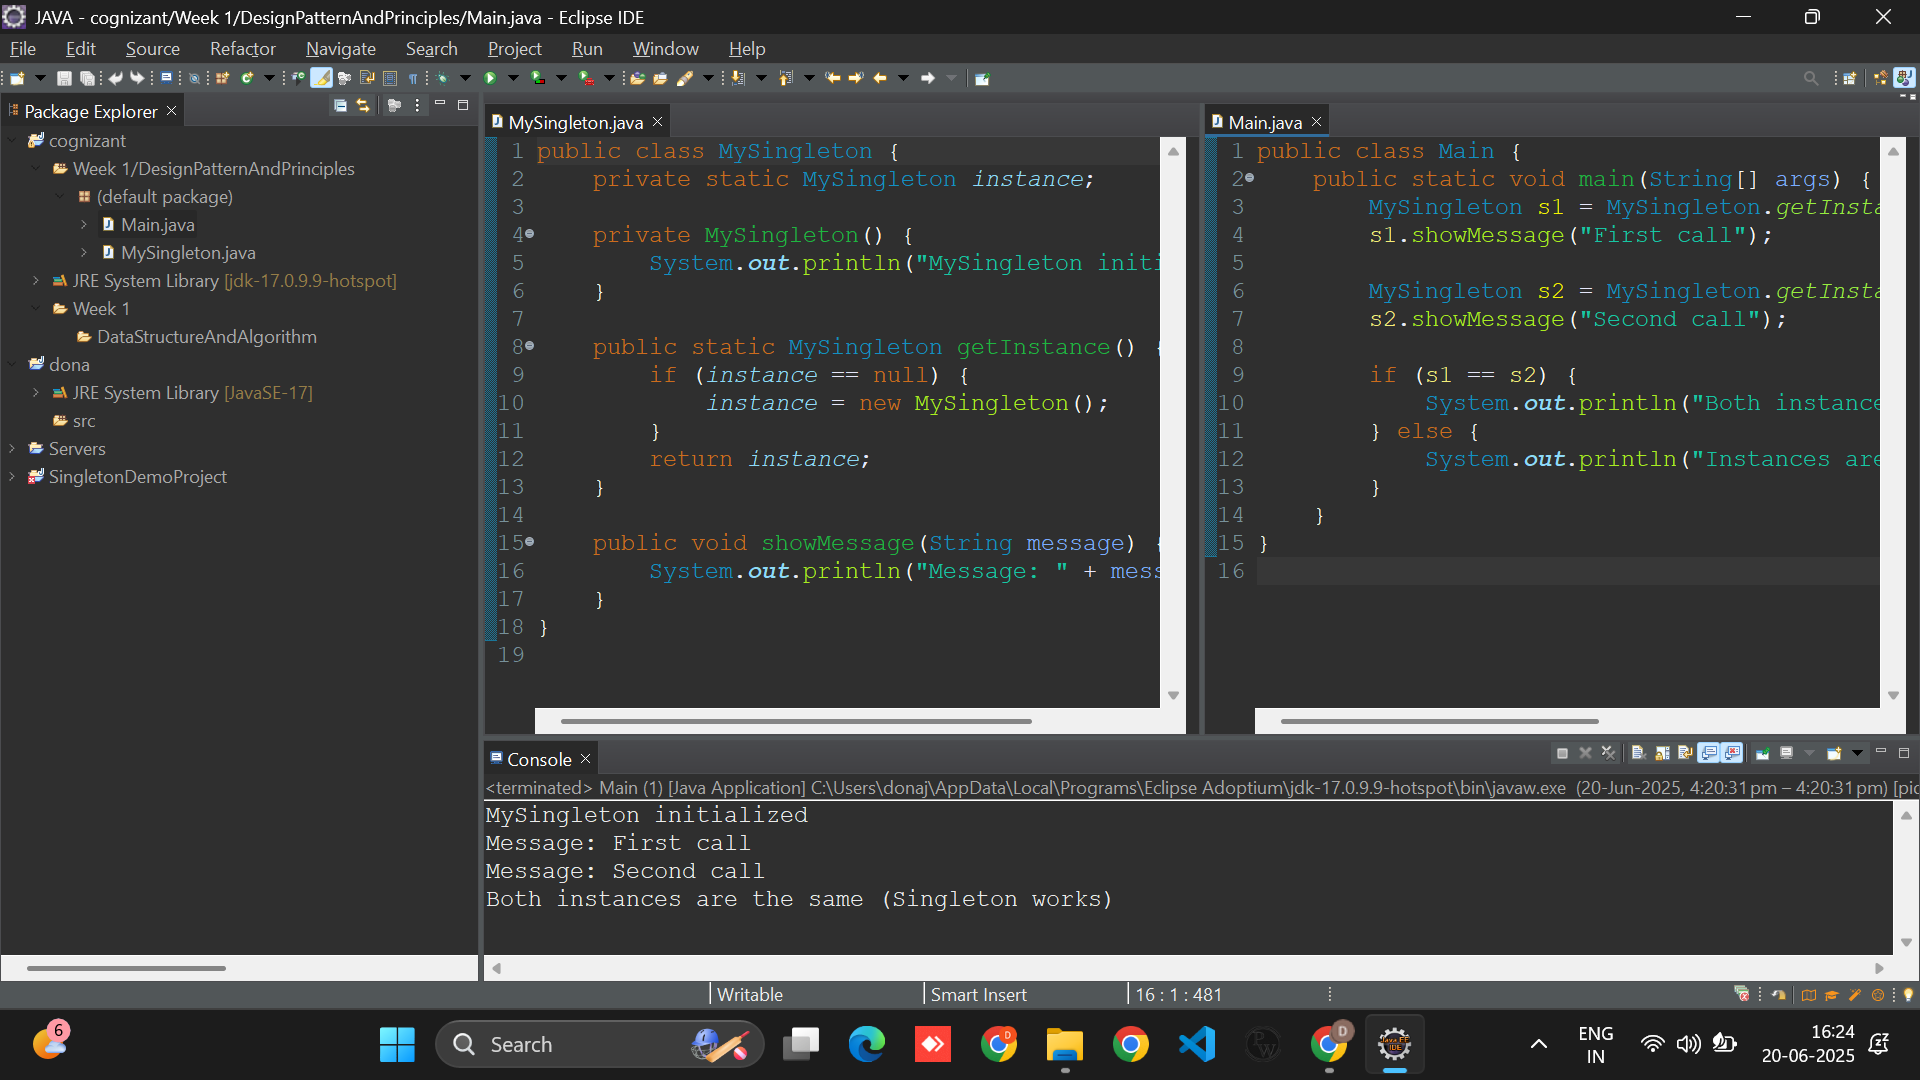 JAVA - cognizant/Week 1/DesignPatternAndPrinciples/Main.java - Eclipse IDE
File Edit Source Refactor Navigate Search Project Run Window Help
Package Explorer
cognizant
Week 1/DesignPatternAndPrinciples
(default package)
Main.java
MySingleton.java
JRE System Library [jdk-17.0.9.9-hotspot]
Week 1
DataStructureAndAlgorithm
dona
JRE System Library [JavaSE-17]
src
Servers
SingletonDemoProject
MySingleton.java
1 public class MySingleton {
2 private static MySingleton instance;
3
4 private MySingleton() {
5 System.out.println("MySingleton initi
6 }
7
8 public static MySingleton getInstance() {
9 if (instance == null) {
10 instance = new MySingleton();
11 }
12 return instance;
13 }
14
15 public void showMessage(String message) {
16 System.out.println("Message: " + mess
17 }
18 }
19
Main.java
1 public class Main {
2 public static void main(String[] args) {
3 MySingleton s1 = MySingleton.getInsta
4 s1.showMessage("First call");
5
6 MySingleton s2 = MySingleton.getInsta
7 s2.showMessage("Second call");
8
9 if (s1 == s2) {
10 System.out.println("Both instance
11 } else {
12 System.out.println("Instances are
13 }
14 }
15 }
16
Console
<terminated> Main (1) [Java Application] C:\Users\donaj\AppData\Local\Programs\Eclipse Adoptium\jdk-17.0.9.9-hotspot\bin\javaw.exe (20-Jun-2025, 4:20:31 pm – 4:20:31 pm) [pid
MySingleton initialized
Message: First call
Message: Second call
Both instances are the same (Singleton works)
Writable Smart Insert 16 : 1 : 481
6
Search
D
D
Java EE
IDE
ENG
IN
16:24
20-06-2025